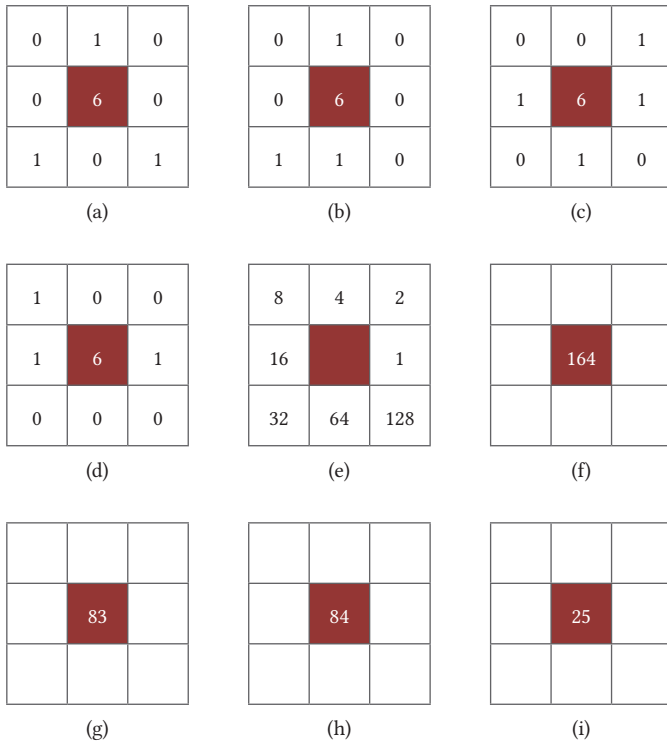 0 1 0 0 1 0 0 0 1
0 6 0 0 6 0 1 6 1
1 0 1 1 1 0 0 1 0
(a) (b) (c)
1 0 0 8 4 2
1 6 1 16 1 164
0 0 0 32 64 128
(d) (e) (f)
83 84 25
(g) (h) (i)